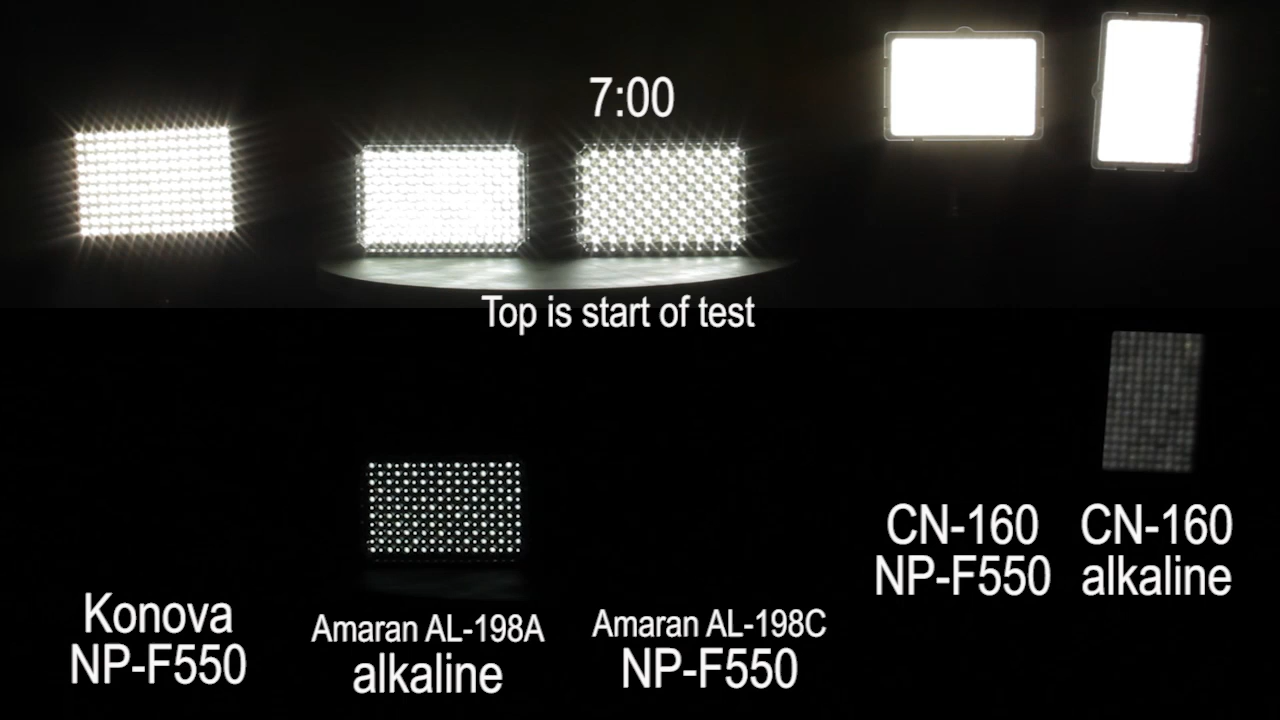 7:00
Top is start of test
Konova
NP-F550
Amaran AL-198A
alkaline
Amaran AL-198C
NP-F550
CN-160
NP-F550
CN-160
alkaline